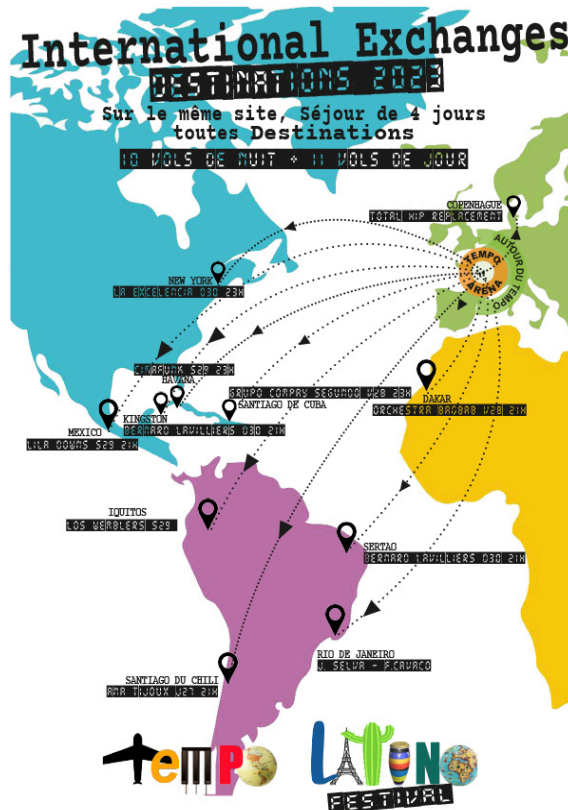 International Exchanges
DESTINATIONS 2023
Sur le même site, Séjour de 4 jours
toutes Destinations
10 VOLS DE NUIT + 11 VOLS DE JOUR
COPENHAGUE
TOTAL HIP REPLACEMENT
AUTOUR DU TEMPO
TEMPO
ARENA
NEW YORK
LA EXCELENCIA D30 23H
CIMAFUNK S29 23H
HAVANA
GRUPO COMPAY SEGUNDO V28 23H
SANTIAGO DE CUBA
DAKAR
ORCHESTRA BAOBAB V28 21H
KINGSTON
BERNARD LAVILLIERS D30 21H
MEXICO
LILA DOWNS S29 21H
IQUITOS
LOS WEMBLERS S29
SERTAO
BERNARD LAVILLIERS D30 21H
RIO DE JANEIRO
J. SELVA - F.CAVACO
SANTIAGO DU CHILI
ANA TIJOUX J27 21H
TEMPO LATINO
FESTIVAL